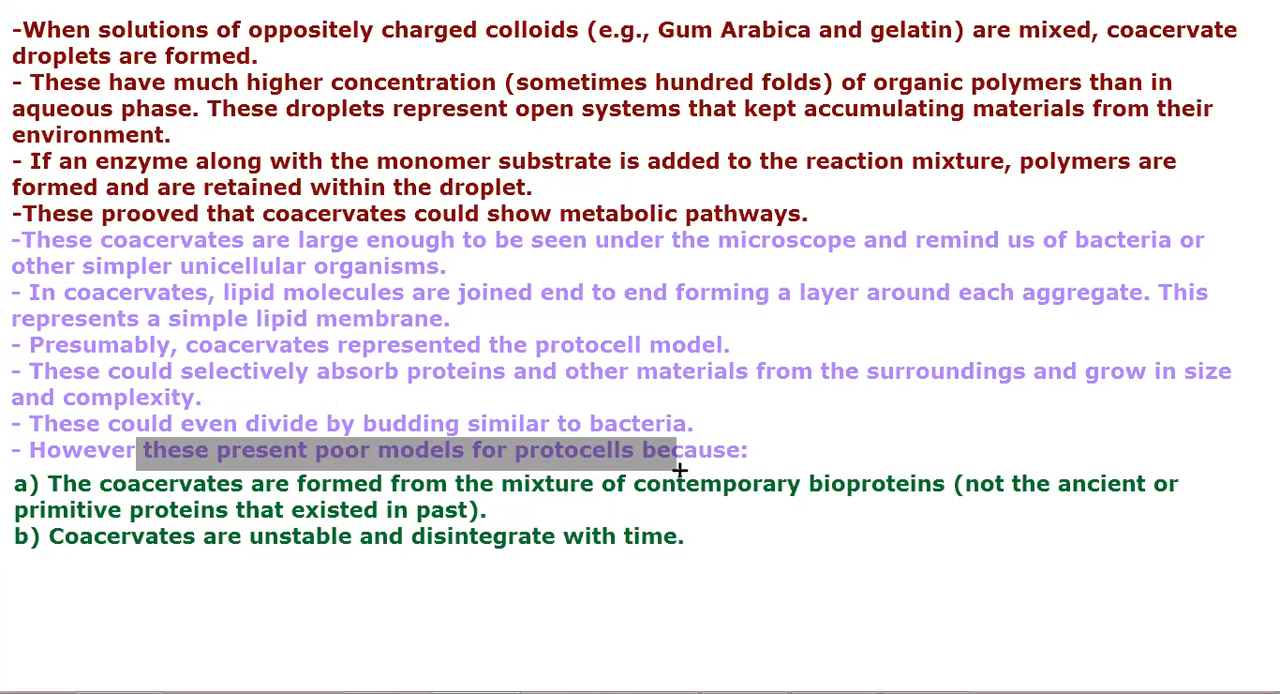 -When solutions of oppositely charged colloids (e.g., Gum Arabica and gelatin) are mixed, coacervate
droplets are formed.
- These have much higher concentration (sometimes hundred folds) of organic polymers than in
aqueous phase. These droplets represent open systems that kept accumulating materials from their
environment.
- If an enzyme along with the monomer substrate is added to the reaction mixture, polymers are
formed and are retained within the droplet.
-These prooved that coacervates could show metabolic pathways.
-These coacervates are large enough to be seen under the microscope and remind us of bacteria or
other simpler unicellular organisms.
- In coacervates, lipid molecules are joined end to end forming a layer around each aggregate. This
represents a simple lipid membrane.
- Presumably, coacervates represented the protocell model.
- These could selectively absorb proteins and other materials from the surroundings and grow in size
and complexity.
- These could even divide by budding similar to bacteria.
- However these present poor models for protocells because:
a) The coacervates are formed from the mixture of contemporary bioproteins (not the ancient or
primitive proteins that existed in past).
b) Coacervates are unstable and disintegrate with time.